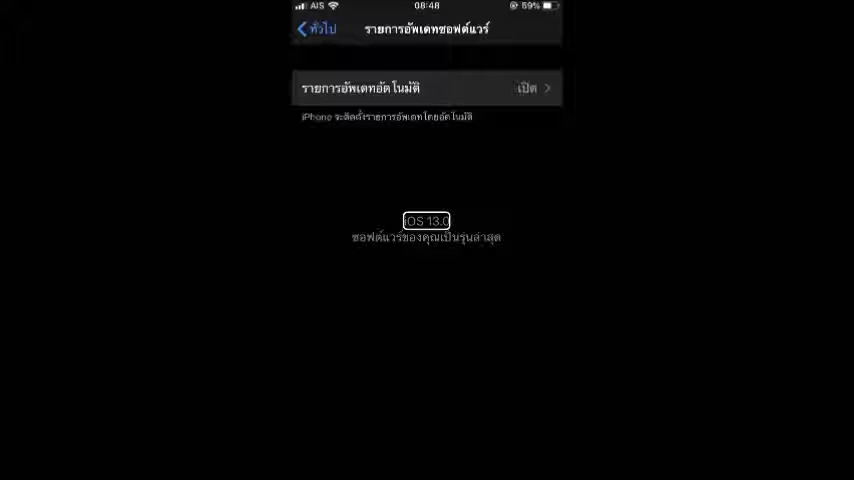 AIS 08:48 59%
ทั่วไป รายการอัพเดทซอฟต์แวร์
รายการอัพเดทอัตโนมัติ เปิด
iPhone จะติดตั้งรายการอัพเดทโดยอัตโนมัติ
iOS 13.0
ซอฟต์แวร์ของคุณเป็นรุ่นล่าสุด